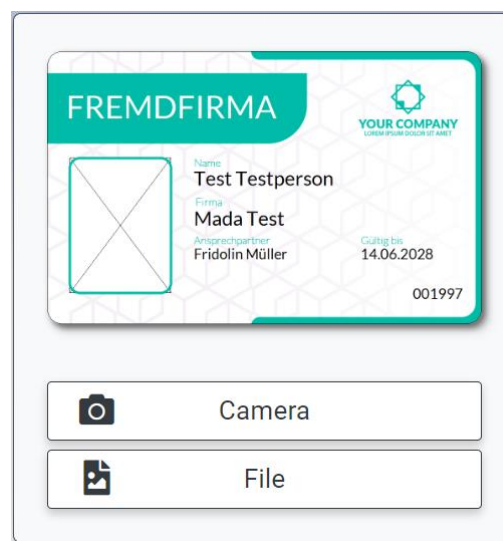 FREMDFIRMA
YOUR COMPANY
LOREM IPSUM DOLOR SIT AMET
Name
Test Testperson
Firma
Mada Test
Ansprechpartner
Fridolin Müller
Gültig bis
14.06.2028
001997
Camera
File